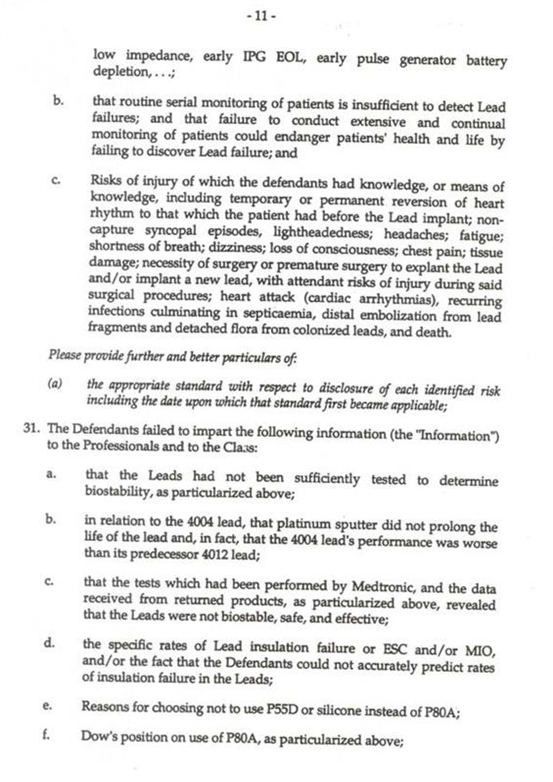 - 11 -
low impedance, early IPG EOL, early pulse generator battery
depletion, . . .;
b. that routine serial monitoring of patients is insufficient to detect Lead
failures; and that failure to conduct extensive and continual
monitoring of patients could endanger patients' health and life by
failing to discover Lead failure; and
c. Risks of injury of which the defendants had knowledge, or means of
knowledge, including temporary or permanent reversion of heart
rhythm to that which the patient had before the Lead implant; non-
capture syncopal episodes, lightheadedness; headaches; fatigue;
shortness of breath; dizziness; loss of consciousness; chest pain; tissue
damage; necessity of surgery or premature surgery to explant the Lead
and/or implant a new lead, with attendant risks of injury during said
surgical procedures; heart attack (cardiac arrhythmias), recurring
infections culminating in septicaemia, distal embolization from lead
fragments and detached flora from colonized leads, and death.
Please provide further and better particulars of:
(a) the appropriate standard with respect to disclosure of each identified risk
including the date upon which that standard first became applicable;
31. The Defendants failed to impart the following information (the "Information")
to the Professionals and to the Class:
a. that the Leads had not been sufficiently tested to determine
biostability, as particularized above;
b. in relation to the 4004 lead, that platinum sputter did not prolong the
life of the lead and, in fact, that the 4004 lead's performance was worse
than its predecessor 4012 lead;
c. that the tests which had been performed by Medtronic, and the data
received from returned products, as particularized above, revealed
that the Leads were not biostable, safe, and effective;
d. the specific rates of Lead insulation failure or ESC and/or MIO,
and/or the fact that the Defendants could not accurately predict rates
of insulation failure in the Leads;
e. Reasons for choosing not to use P55D or silicone instead of P80A;
f. Dow's position on use of P80A, as particularized above;